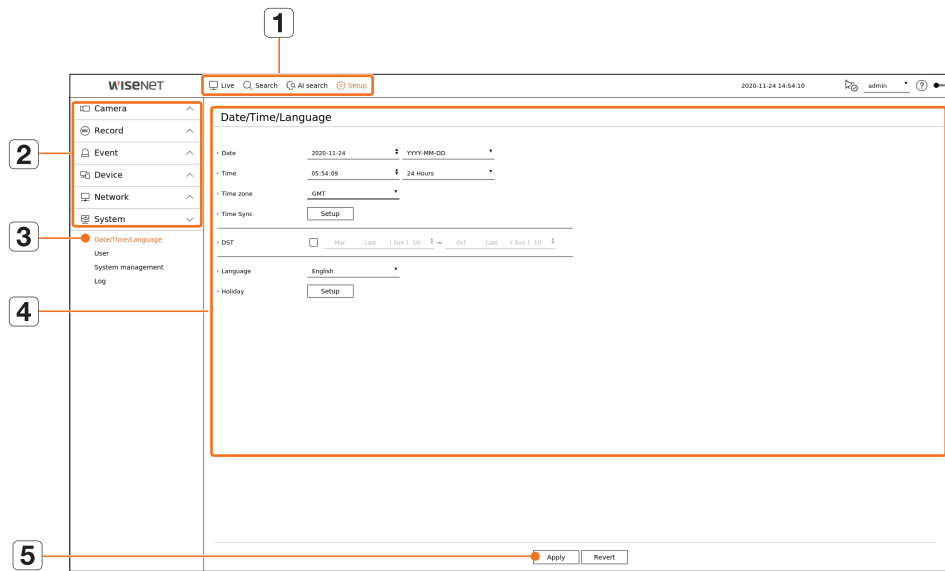 1
WISENET Live Search AI search Setup 2020-11-24 14:54:10 admin ?
Camera
Record
Event
Device
Network
System
Date/Time/Language
User
System management
Log
2
3
4
Date/Time/Language
Date 2020-11-24 YYYY-MM-DD
Time 05:54:09 24 Hours
Time zone GMT
Time Sync Setup
DST Mar Last ( Sun ) 1H ~ Oct Last ( Sun ) 1H
Language English
Holiday Setup
5
Apply Revert